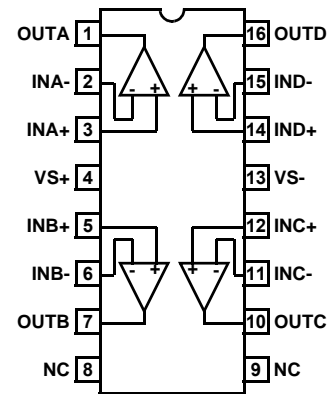 OUTA 1 16 OUTD
INA- 2 15 IND-
- + + -
INA+ 3 14 IND+
VS+ 4 13 VS-
INB+ 5 12 INC+
- + + -
INB- 6 11 INC-
OUTB 7 10 OUTC
NC 8 9 NC